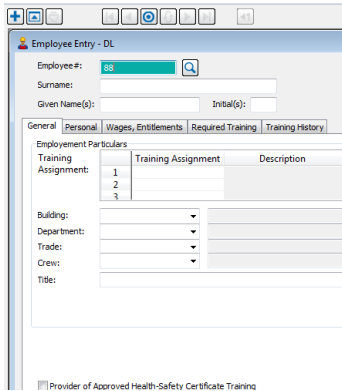 Employee Entry - DL
Employee#: 88
Surname:
Given Name(s): Initial(s):
General Personal Wages, Entitlements Required Training Training History
Employement Particulars
Training Assignment: Training Assignment Description
1
2
3
Building:
Department:
Trade:
Crew:
Title:
Provider of Approved Health-Safety Certificate Training